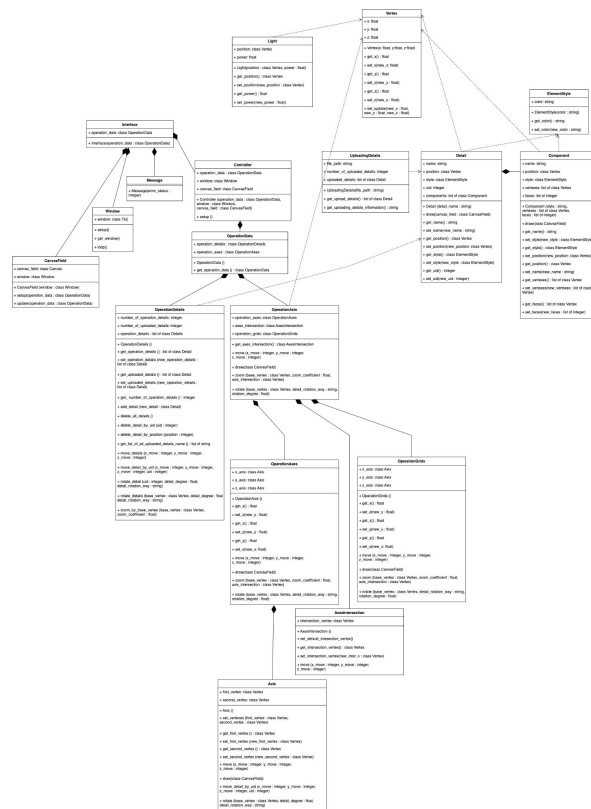 Vertex
+ x: float
+ y: float
+ z: float
+ Vertex(x: float, y:float, z:float)
+ get_x() : float
+ set_x(new_x: float)
+ get_y() : float
+ set_y(new_y: float)
+ get_z() : float
+ set_z(new_z: float)
+ set_update(new_x : float,
new_y : float, new_z : float)
Light
+ position: class Vertex
+ power: float
+ Light(position : class Vertex, power : float)
+ get_position() : class Vertex
+ set_position(new_position : class Vertex)
+ get_power() : float
+ set_power(new_power : float)
ElementStyle
+ color: string
+ ElementStyle(color : string)
+ get_color() : string
+ set_color(new_color : string)
Interface
+ operation_data: class OperationData
+ interface(operation_data : class OperationData)
Message
+ Message(error_status :
integer)
Window
+ window: class Tk()
+ setup()
+ get_window()
+ loop()
CanvasField
+ canvas_field: class Canvas
+ window: class Window
+ CanvasField (window : class Window)
+ setup(operation_data : class OperationData)
+ update(operation_data : class OperationData)
Controller
+ operation_data : class OperationData
+ window: class Window
+ canvas_field: class CanvasField
+ Controller (operation_data : class OperationData,
window : class Window,
canvas_field : class CanvasField)
+ setup ()
OperationData
+ operation_details : class OperationDetails
+ operation_axes : class OperationAxes
+ OperationData ()
+ get_operation_data () : class OperationData
UploadingDetails
+ file_path: string
+ number_of_uploaded_details: integer
+ uploaded_details: list of class Detail
+ UploadingDetails(file_path : string)
+ get_upload_details() : list of class Detail
+ get_uploading_details_information() : string
Detail
+ name: string
+ position: class Vertex
+ style: class ElementStyle
+ uid: integer
+ components: list of class Component
+ Detail (detail_name : string)
+ draw(canvas_field : class CanvasField)
+ get_name() : string
+ set_name(new_name : string)
+ get_position() : class Vertex
+ set_position(new_position: class Vertex)
+ get_style() : class ElementStyle
+ set_style(new_style: class ElementStyle)
+ get_uid() : integer
+ set_uid(new_uid : integer)
Component
+ name: string
+ position: class Vertex
+ style: class ElementStyle
+ vertexes: list of class Vertex
+ faces: list of integer
+ Component (style : string,
vertexes : list of class Vertex,
faces : list of integer)
+ draw(class CanvasField)
+ get_name() : string
+ set_style(new_style : class ElementStyle)
+ get_style() : class ElementStyle
+ set_position(new_position: class Vertex)
+ get_position() : class Vertex
+ set_name(new_name : string)
+ get_vertexes() : list of class Vertex
+ set_vertexes(new_vertexes : list of class
Vertex)
+ get_faces() : list of class Vertex
+ set_faces(new_faces : list of integer)
OperationDetails
+ number_of_operation_details: integer
+ number_of_uploaded_details: integer
+ operation_details : list of class Detail
+ OperationDetails ()
+ get_operation_details () : list of class Detail
+ set_operation_details (new_operation_details :
list of class Detail)
+ get_uploaded_details () : list of class Detail
+ set_uploaded_details (new_operation_details :
list of class Detail)
+ get_number_of_operation_details () : integer
+ add_detail (new_detail : class Detail)
+ delete_all_details ()
+ delete_detail_by_uid (uid : integer)
+ delete_detail_by_position (position : integer)
+ get_list_of_all_uploaded_details_name () : list of string
+ move_details (x_move : integer, y_move : integer,
z_move : integer)
+ move_detail_by_uid (x_move : integer, y_move : integer,
z_move : integer, uid : integer)
+ rotate_detail (uid : integer, detail_degree : float,
detail_rotation_way : string)
+ rotate_details (base_vertex : class Vertex, detail_degree : float,
detail_rotation_way : string)
+ zoom_by_base_vertex (base_vertex : class Vertex,
zoom_coefficient : float)
OperationAxis
+ operation_axes: class OperationAxes
+ axes_intersection: class AxesIntersection
+ operation_grids: class OperationGrids
+ get_axes_intersections() : class AxesIntersection
+ move (x_move : integer, y_move : integer,
z_move : integer)
+ draw(class CanvasField)
+ zoom (base_vertex : class Vertex, zoom_coefficient : float,
axis_intersection : class Vertex)
+ rotate (base_vertex : class Vertex, detail_rotation_way : string,
rotation_degree : float)
OperationAxes
+ x_axis: class Axis
+ y_axis: class Axis
+ z_axis: class Axis
+ OperationAxis ()
+ get_x() : float
+ set_z(new_y : float)
+ get_z() : float
+ set_y(new_y : float)
+ get_y() : float
+ set_x(new_x: float)
+ move (x_move : integer, y_move : integer,
z_move : integer)
+ draw(class CanvasField)
+ zoom (base_vertex : class Vertex, zoom_coefficient : float,
axis_intersection : class Vertex)
+ rotate (base_vertex : class Vertex, detail_rotation_way : string,
rotation_degree : float)
OperationGrids
+ x_axis: class Axis
+ y_axis: class Axis
+ z_axis: class Axis
+ OperationGrids ()
+ get_x() : float
+ set_z(new_y : float)
+ get_z() : float
+ set_y(new_y : float)
+ get_y() : float
+ set_x(new_x: float)
+ move (x_move : integer, y_move : integer,
z_move : integer)
+ draw(class CanvasField)
+ zoom (base_vertex : class Vertex, zoom_coefficient : float,
axis_intersection : class Vertex)
+ rotate (base_vertex : class Vertex, detail_rotation_way : string,
rotation_degree : float)
AxesIntersection
+ intersection_vertex: class Vertex
+ AxesIntersection ()
+ set_default_intersection_vertex()
+ get_intersection_vertex() : class Vertex
+ set_intersection_vertex(new_inter_v : class Vertex)
+ move (x_move : integer, y_move : integer,
z_move : integer)
Axis
+ first_vertex: class Vertex
+ second_vertex: class Vertex
+ Axis ()
+ set_vertexes (first_vertex : class Vertex,
second_vertex : class Vertex)
+ get_first_vertex () : class Vertex
+ set_first_vertex (new_first_vertex : class Vertex)
+ get_second_vertex () : class Vertex
+ set_second_vertex (new_second_vertex : class Vertex)
+ move (x_move : integer, y_move : integer,
z_move : integer)
+ draw(class CanvasField)
+ move_detail_by_uid (x_move : integer, y_move : integer,
z_move : integer, uid : integer)
+ rotate (base_vertex : class Vertex, detail_degree : float,
detail_rotation_way : string)